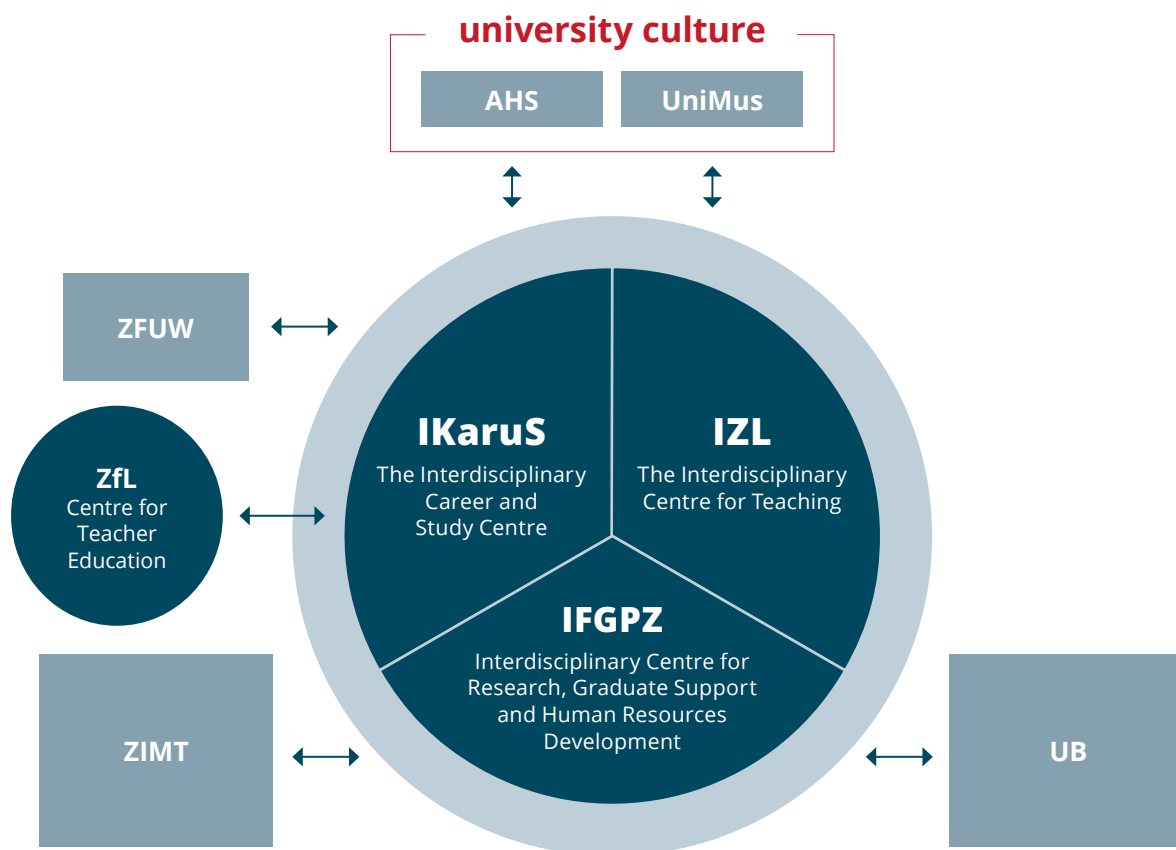 university culture
AHS
UniMus
ZFUW
IKaruS
The Interdisciplinary
Career and
Study Centre
IZL
The Interdisciplinary
Centre for Teaching
ZfL
Centre for
Teacher
Education
IFGPZ
Interdisciplinary Centre for
Research, Graduate Support
and Human Resources
Development
ZIMT
UB